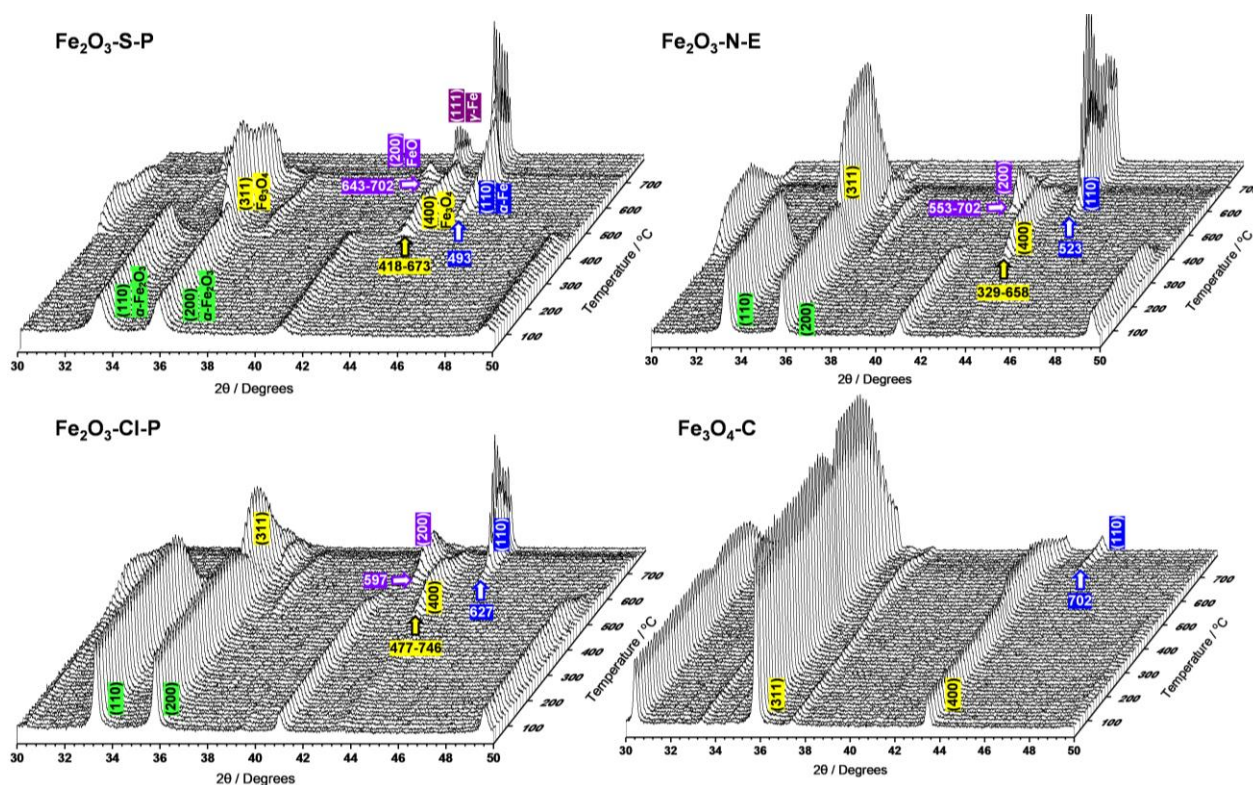 Fe₂O₃-S-P
(311)
Fe₃O₄
643-702
(200)
FeO
(111)
γ-Fe
(400)
Fe₃O₄
(110)
α-Fe
418-673
493
(110)
α-Fe₂O₃
(200)
α-Fe₂O₃
700
600
500
400
300
200
100
Temperature / ºC
30 32 34 36 38 40 42 44 46 48 50
2θ / Degrees
Fe₂O₃-N-E
(311)
(200)
553-702
(110)
523
(400)
329-658
(110)
(200)
700
600
500
400
300
200
100
Temperature / ºC
30 32 34 36 38 40 42 44 46 48 50
2θ / Degrees
Fe₂O₃-Cl-P
(311)
(200)
597
(110)
(400)
627
477-746
(110)
(200)
700
600
500
400
300
200
100
Temperature / ºC
30 32 34 36 38 40 42 44 46 48 50
2θ / Degrees
Fe₃O₄-C
(110)
702
(311)
(400)
700
600
500
400
300
200
100
Temperature / ºC
30 32 34 36 38 40 42 44 46 48 50
2θ / Degrees